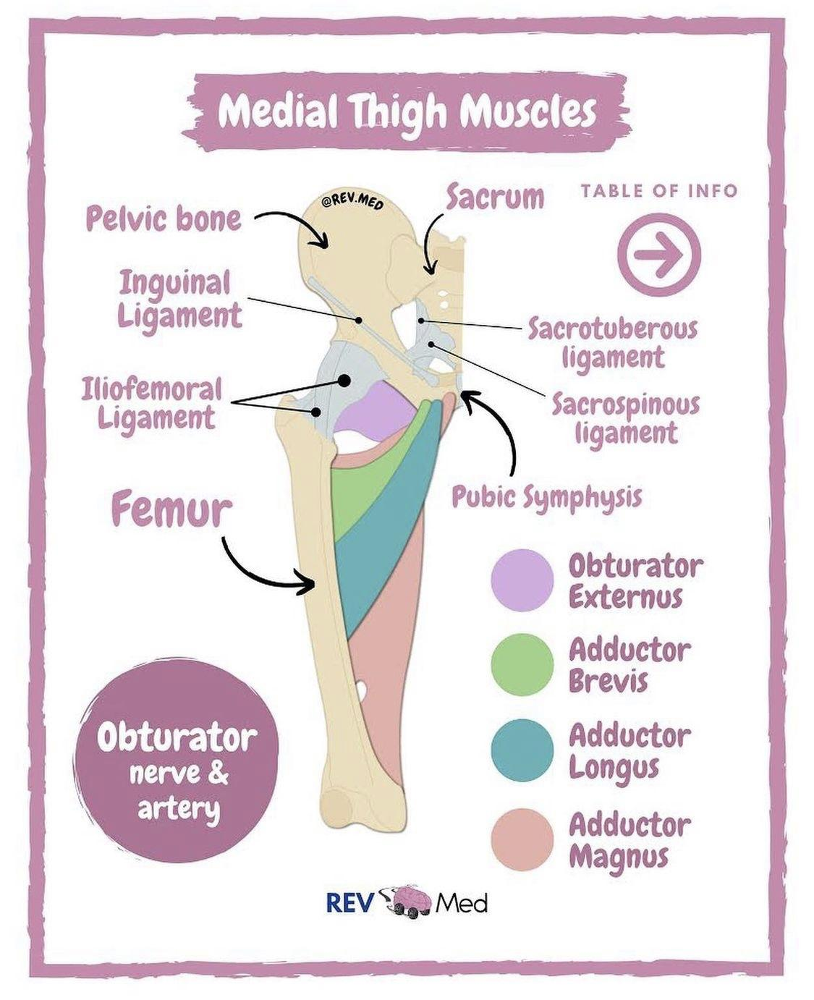 Medial Thigh Muscles
@REV.MED
Sacrum
TABLE OF INFO
Pelvic bone
Inguinal
Ligament
Sacrotuberous
ligament
Iliofemoral
Ligament
Sacrospinous
ligament
Femur
Pubic Symphysis
Obturator
Externus
Adductor
Brevis
Adductor
Longus
Adductor
Magnus
Obturator
nerve &
artery
REV Med